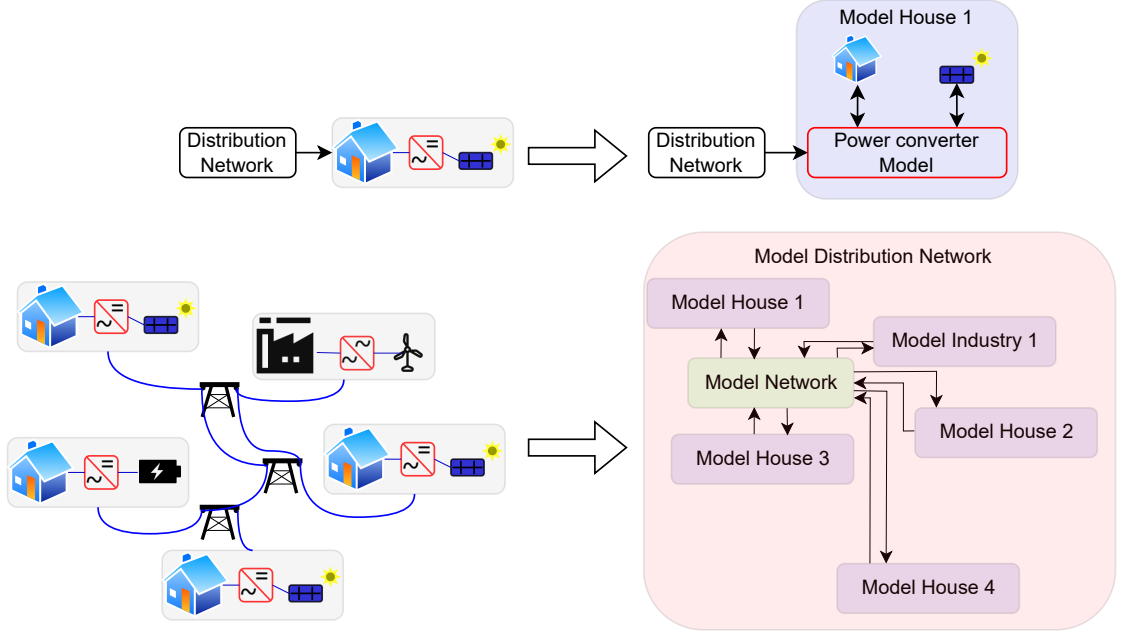 Model House 1
Distribution
Network
Distribution
Network
Power converter
Model
Model Distribution Network
Model House 1
Model Industry 1
Model Network
Model House 2
Model House 3
Model House 4